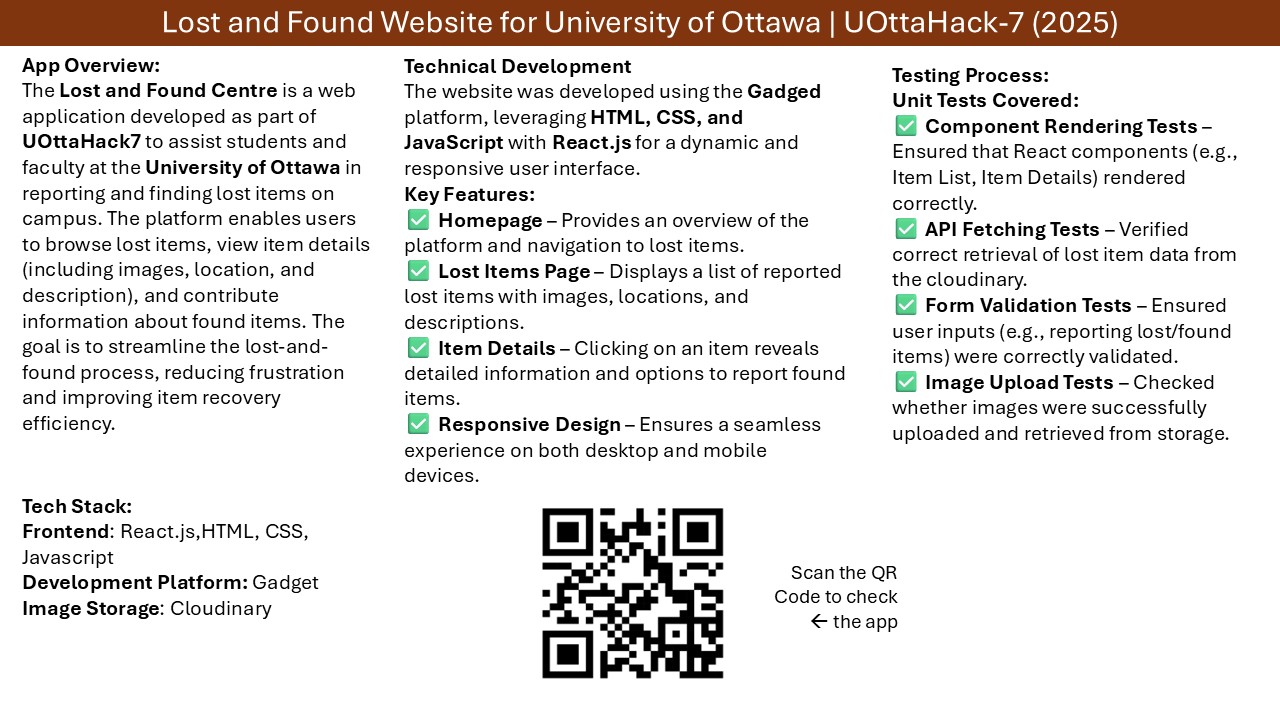 Lost and Found Website for University of Ottawa | UOttaHack-7 (2025)
App Overview:
The Lost and Found Centre is a web
application developed as part of
UOttaHack7 to assist students and
faculty at the University of Ottawa in
reporting and finding lost items on
campus. The platform enables users
to browse lost items, view item details
(including images, location, and
description), and contribute
information about found items. The
goal is to streamline the lost-and-
found process, reducing frustration
and improving item recovery
efficiency.
Tech Stack:
Frontend: React.js,HTML, CSS,
Javascript
Development Platform: Gadget
Image Storage: Cloudinary
Technical Development
The website was developed using the Gadged
platform, leveraging HTML, CSS, and
JavaScript with React.js for a dynamic and
responsive user interface.
Key Features:
✅ Homepage – Provides an overview of the
platform and navigation to lost items.
✅ Lost Items Page – Displays a list of reported
lost items with images, locations, and
descriptions.
✅ Item Details – Clicking on an item reveals
detailed information and options to report found
items.
✅ Responsive Design – Ensures a seamless
experience on both desktop and mobile
devices.
Scan the QR
Code to check
← the app
Testing Process:
Unit Tests Covered:
✅ Component Rendering Tests –
Ensured that React components (e.g.,
Item List, Item Details) rendered
correctly.
✅ API Fetching Tests – Verified
correct retrieval of lost item data from
the cloudinary.
✅ Form Validation Tests – Ensured
user inputs (e.g., reporting lost/found
items) were correctly validated.
✅ Image Upload Tests – Checked
whether images were successfully
uploaded and retrieved from storage.